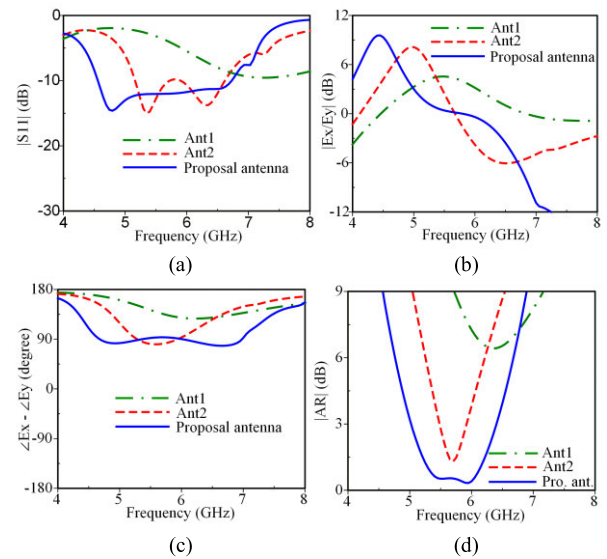 0
-10
-20
-30
|S11| (dB)
4 5 6 7 8
Frequency (GHz)
Ant1
Ant2
Proposal antenna
(a)
12
6
0
-6
-12
|Ex/Ey| (dB)
4 5 6 7 8
Frequency (GHz)
Ant1
Ant2
Proposal antenna
(b)
180
90
0
-90
-180
∠Ex - ∠Ey (degree)
4 5 6 7 8
Frequency (GHz)
Ant1
Ant2
Proposal antenna
(c)
9
6
3
0
|AR| (dB)
4 5 6 7 8
Frequency (GHz)
Ant1
Ant2
Pro. ant.
(d)